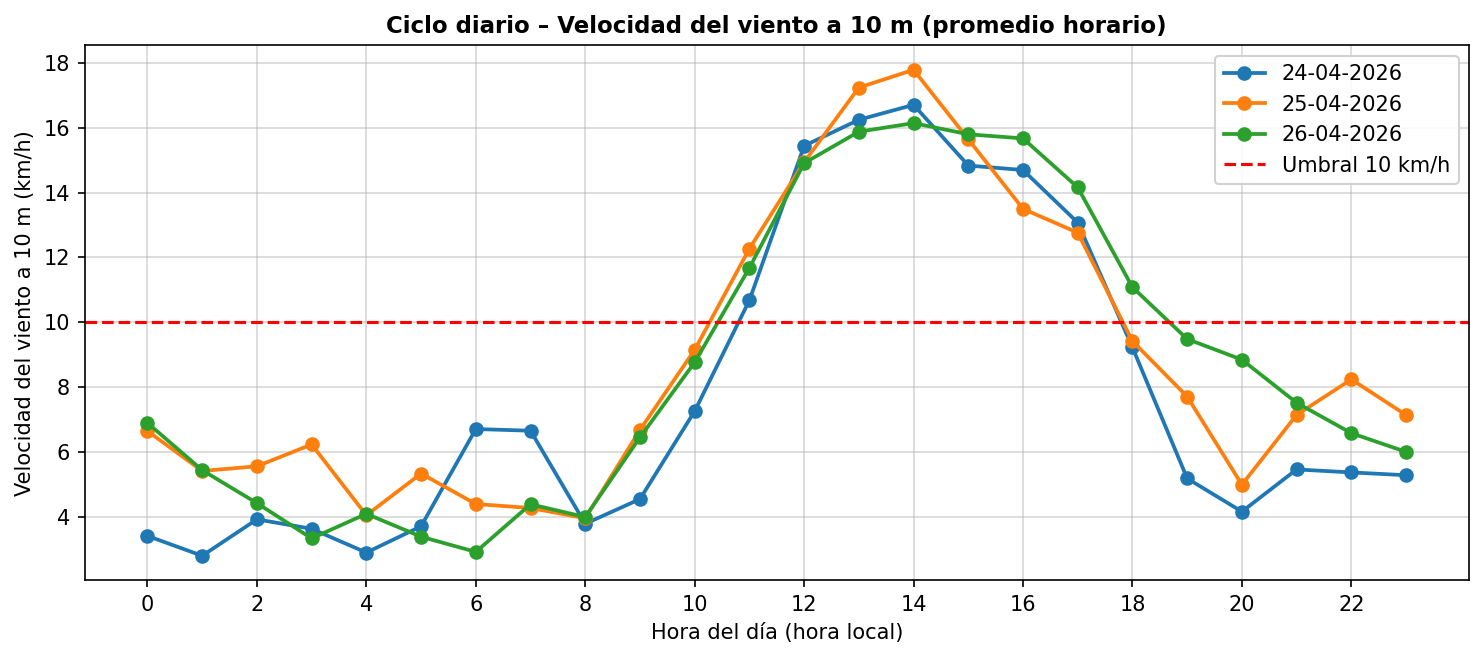 Ciclo diario – Velocidad del viento a 10 m (promedio horario)
Velocidad del viento a 10 m (km/h)
18
16
14
12
10
8
6
4
24-04-2026
25-04-2026
26-04-2026
Umbral 10 km/h
0 2 4 6 8 10 12 14 16 18 20 22
Hora del día (hora local)